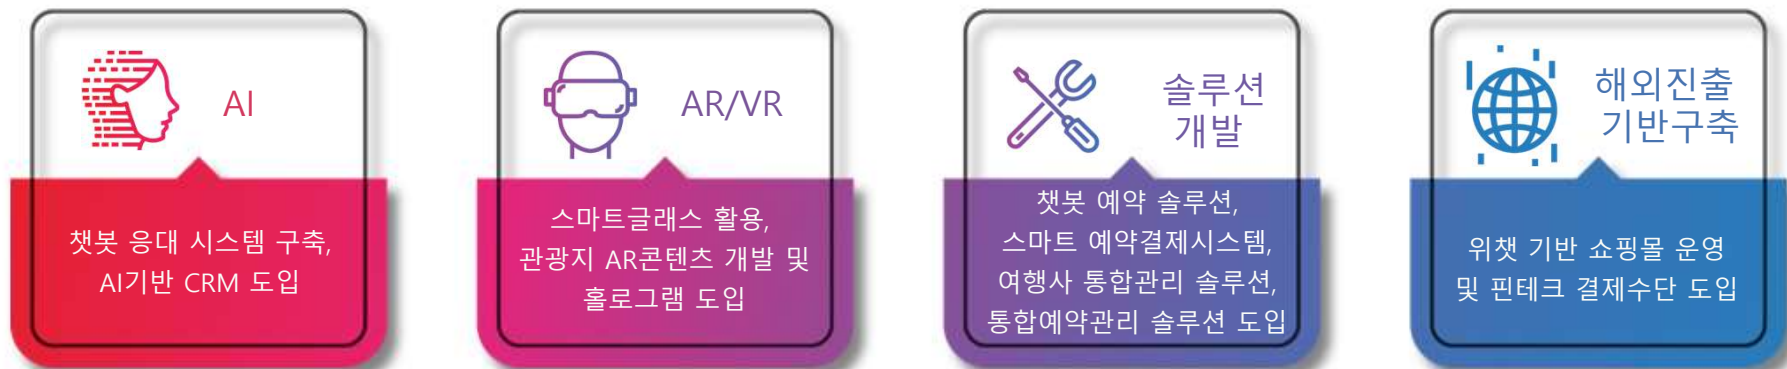 AI
챗봇 응대 시스템 구축,
AI기반 CRM 도입
AR/VR
스마트글래스 활용,
관광지 AR콘텐츠 개발 및
홀로그램 도입
솔루션
개발
챗봇 예약 솔루션,
스마트 예약결제시스템,
여행사 통합관리 솔루션,
통합예약관리 솔루션 도입
해외진출
기반구축
위챗 기반 쇼핑몰 운영
및 핀테크 결제수단 도입